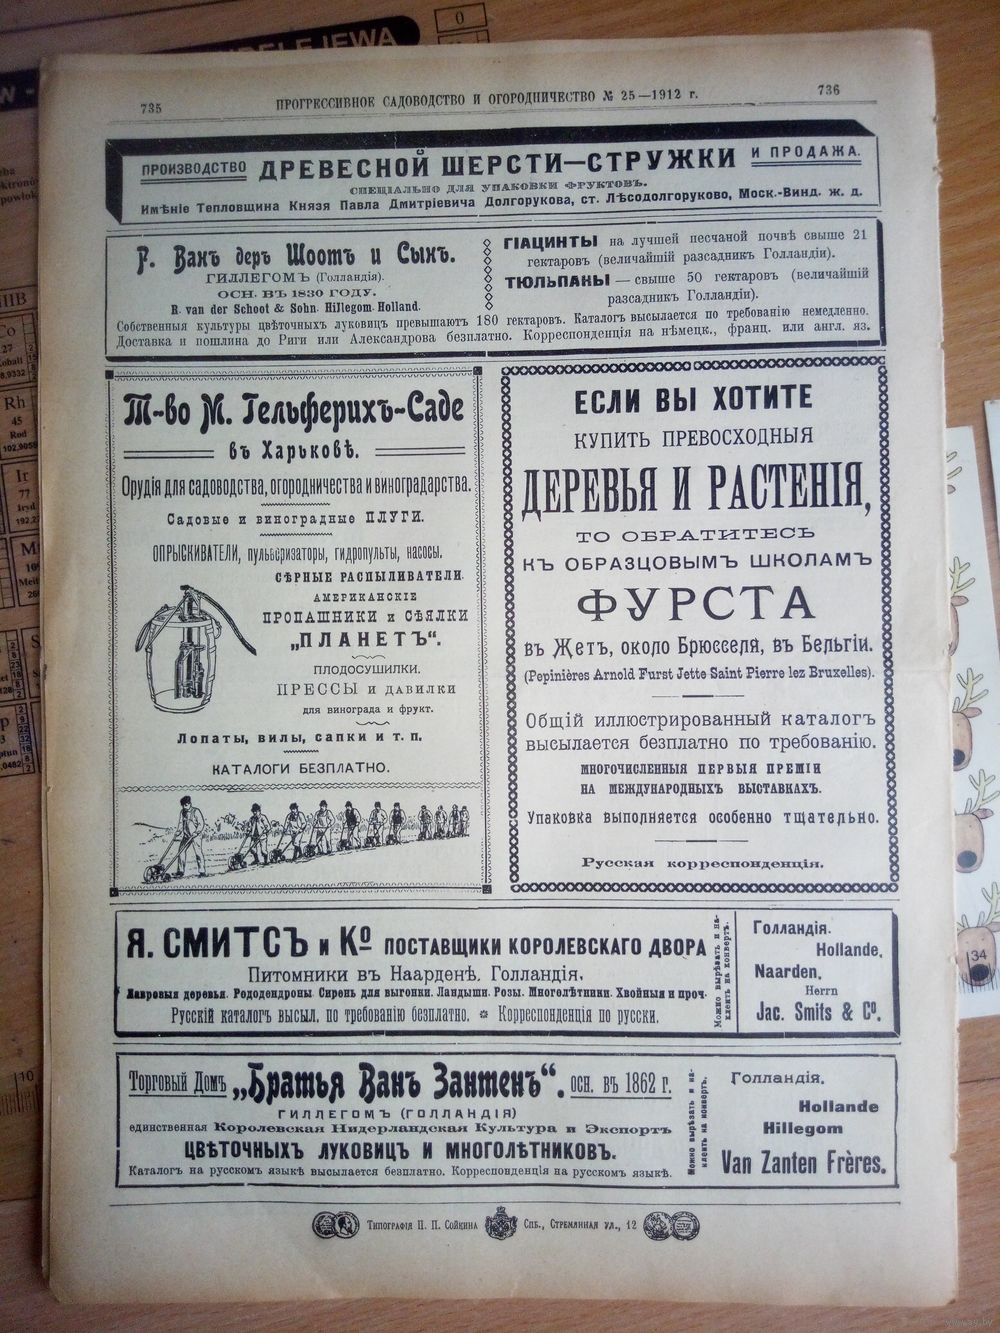 735
ПРОГРЕССИВНОЕ САДОВОДСТВО И ОГОРОДНИЧЕСТВО № 25—1912 г.
736
ПРОИЗВОДСТВО ДРЕВЕСНОЙ ШЕРСТИ—СТРУЖКИ И ПРОДАЖА.
СПЕЦІАЛЬНО ДЛЯ УПАКОВКИ ФРУКТОВЪ.
Имѣніе Тепловщина Князя Павла Дмитріевича Долгорукова, ст. Лѣсодолгоруково, Моск.-Винд. ж. д.
Р. Ванъ деръ Шоотъ и Сынъ.
ГИЛЛЕГОМЪ (Голландія).
ОСН. ВЪ 1830 ГОДУ.
R. van der Schoot & Sohn. Hillegom. Holland.
ГІАЦИНТЫ на лучшей песчаной почвѣ свыше 21
гектаровъ (величайшій разсадникъ Голландіи).
ТЮЛЬПАНЫ — свыше 50 гектаровъ (величайшій
разсадникъ Голландіи).
Собственныя культуры цвѣточныхъ луковицъ превышаютъ 180 гектаровъ. Каталогъ высылается по требованію немедленно.
Доставка и пошлина до Риги или Александрова безплатно. Корреспонденція на нѣмецк., франц. или англ. яз.
Т-во М. Гельферихъ-Саде
въ Харьковѣ.
Орудія для садоводства, огородничества и виноградарства.
Садовые и виноградные ПЛУГИ.
ОПРЫСКИВАТЕЛИ, пульверизаторы, гидропульты, насосы.
СѢРНЫЕ РАСПЫЛИВАТЕЛИ.
АМЕРИКАНСКІЕ
ПРОПАШНИКИ и СѢЯЛКИ
„ПЛАНЕТЪ“.
ПЛОДОСУШИЛКИ.
ПРЕССЫ И ДАВИЛКИ
для винограда и фрукт.
Лопаты, вилы, сапки и т. п.
КАТАЛОГИ БЕЗПЛАТНО.
ЕСЛИ ВЫ ХОТИТЕ
КУПИТЬ ПРЕВОСХОДНЫЯ
ДЕРЕВЬЯ И РАСТЕНІЯ,
ТО ОБРАТИТЕСЬ
КЪ ОБРАЗЦОВЫМЪ ШКОЛАМЪ
ФУРСТА
въ Жетъ, около Брюсселя, въ Бельгіи.
(Pepinières Arnold Furst Jette Saint Pierre lez Bruxelles).
Общій иллюстрированный каталогъ
высылается безплатно по требованію.
МНОГОЧИСЛЕННЫЯ ПЕРВЫЯ ПРЕМІИ
НА МЕЖДУНАРОДНЫХЪ ВЫСТАВКАХЪ.
Упаковка выполняется особенно тщательно.
Русская корреспонденція.
Я. СМИТСЪ и Ко ПОСТАВЩИКИ КОРОЛЕВСКАГО ДВОРА
Питомники въ Наарденѣ, Голландія.
Лавровыя деревья. Рододендроны. Сирень для выгонки. Ландыши. Розы. Многолѣтники. Хвойныя и проч.
Русскій каталогъ высыл. по требованію безплатно. Корреспонденція по русски.
Можно вырѣзать и на-
клеить на конвертъ.
Голландія.
Hollande,
Naarden,
Herrn
Jac. Smits & Co.
Торговый Домъ „Братья Ванъ Зантенъ“. осн. въ 1862 г.
ГИЛЛЕГОМЪ (ГОЛЛАНДІЯ)
единственная Королевская Нидерландская Культура и Экспортъ
ЦВѢТОЧНЫХЪ ЛУКОВИЦЪ И МНОГОЛѢТНИКОВЪ.
Каталогъ на русскомъ языкѣ высылается безплатно. Корреспонденція на русскомъ языкѣ.
Можно вырѣзать и на-
клеить на конвертъ.
Голландія.
Hollande
Hillegom
Van Zanten Frères.
Типографія П. П. Сойкина Спб., Стремянная ул., 12
Rh
45
Rod
102,9055
Ir
77
34
10